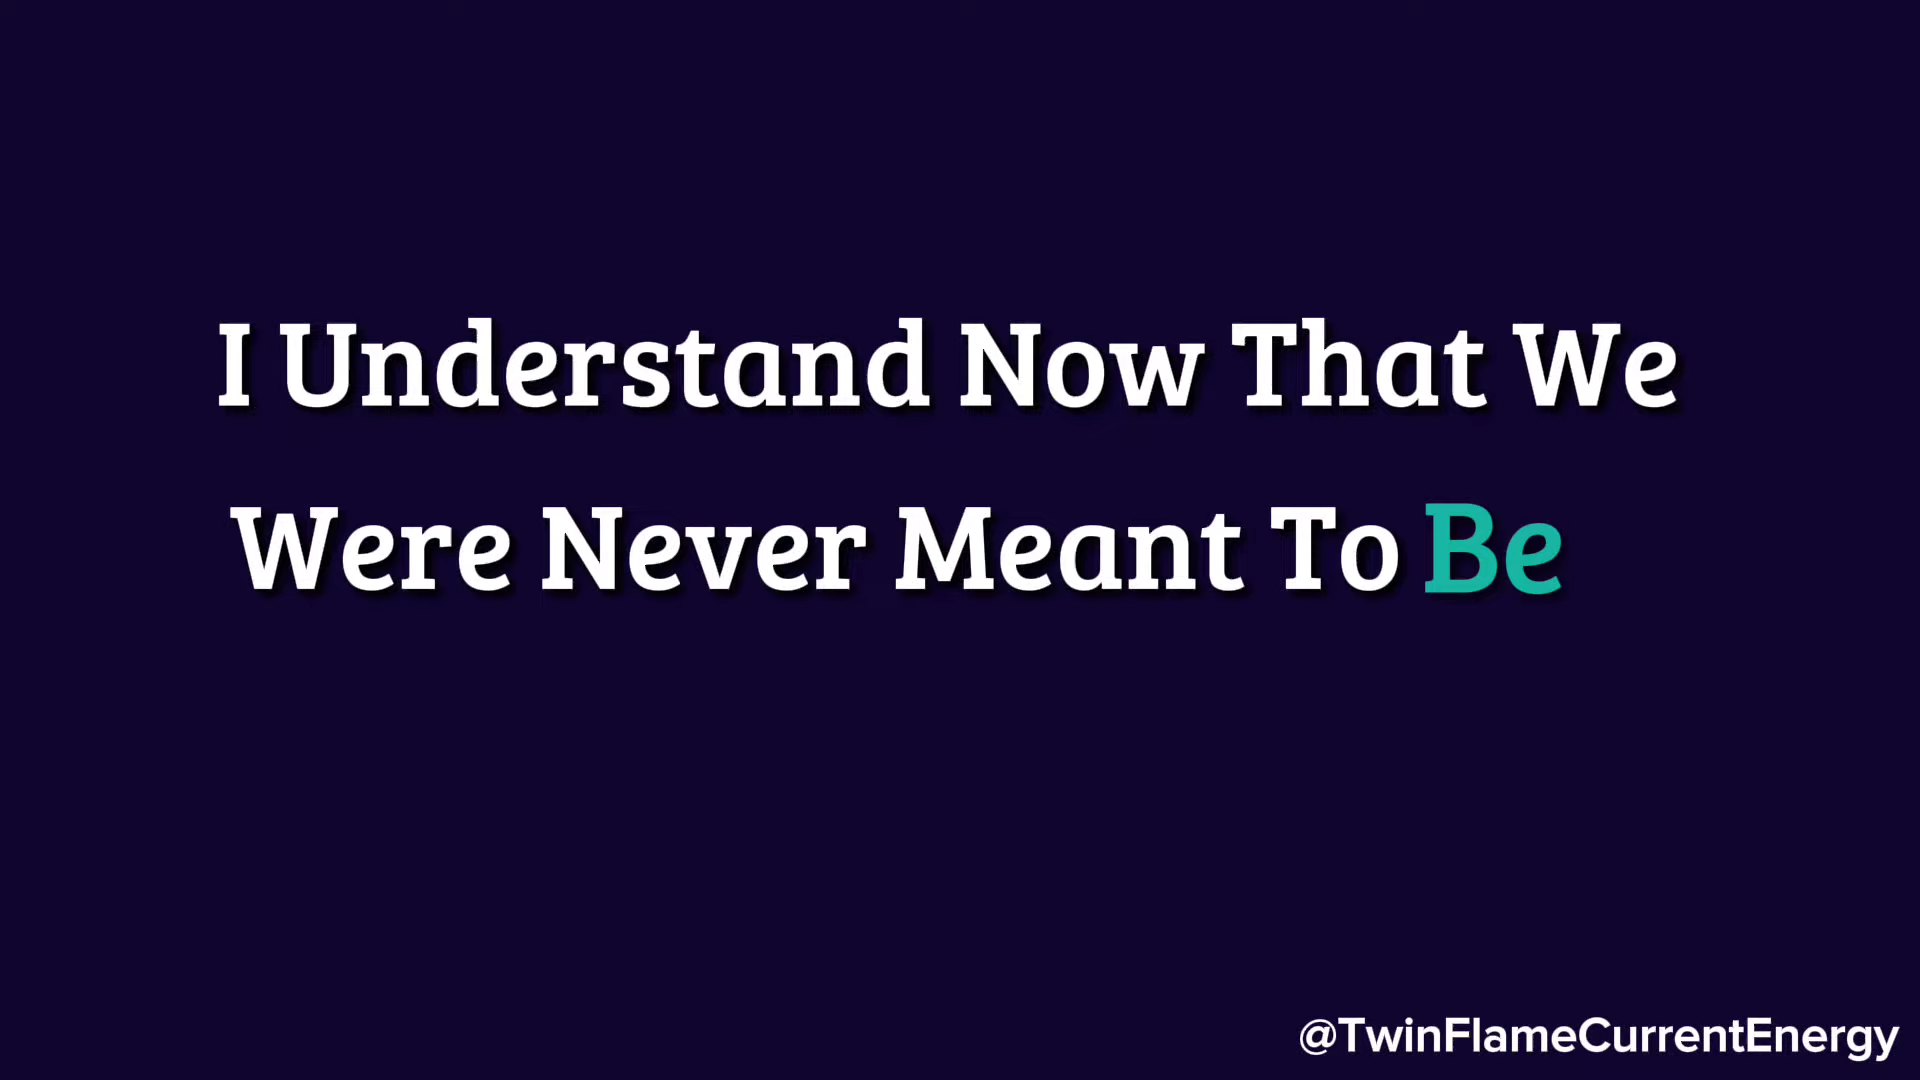 I Understand Now That We
Were Never Meant To Be
@TwinFlameCurrentEnergy